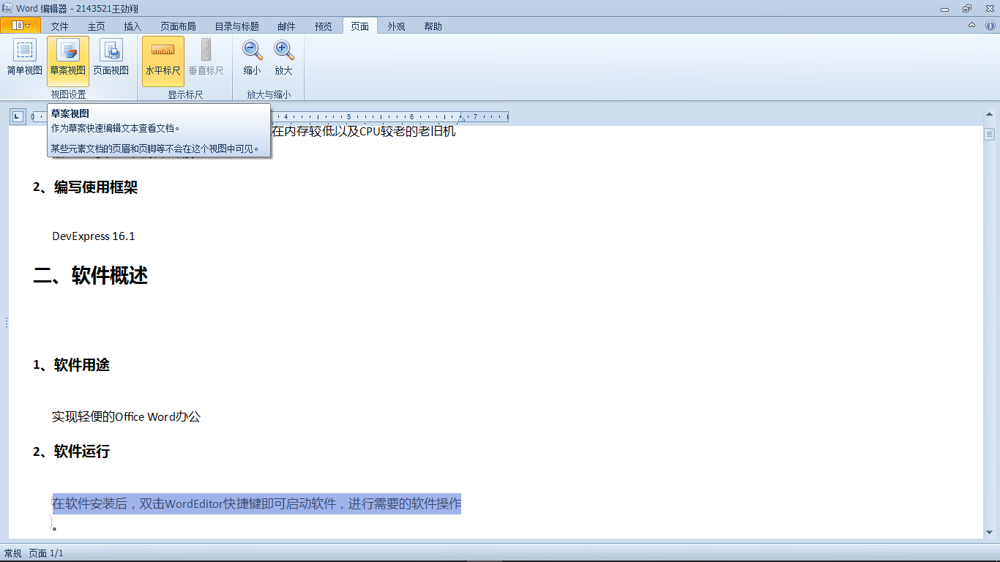 Word 编辑器 - 2143521王劲翔
文件 主页 插入 页面布局 目录与标题 邮件 预览 页面 外观 帮助
简单视图 草案视图 页面视图 水平标尺 垂直标尺 缩小 放大
视图设置 显示标尺 放大与缩小
0 4 5 6 7
草案视图
作为草案快速编辑文本查看文档。
某些元素文档的页眉和页脚等不会在这个视图中可见。
在内存较低以及CPU较老的老旧机
2、编写使用框架
DevExpress 16.1
二、软件概述
1、软件用途
实现轻便的Office Word办公
2、软件运行
在软件安装后，双击WordEditor快捷键即可启动软件，进行需要的软件操作
。
常规 页面 1/1